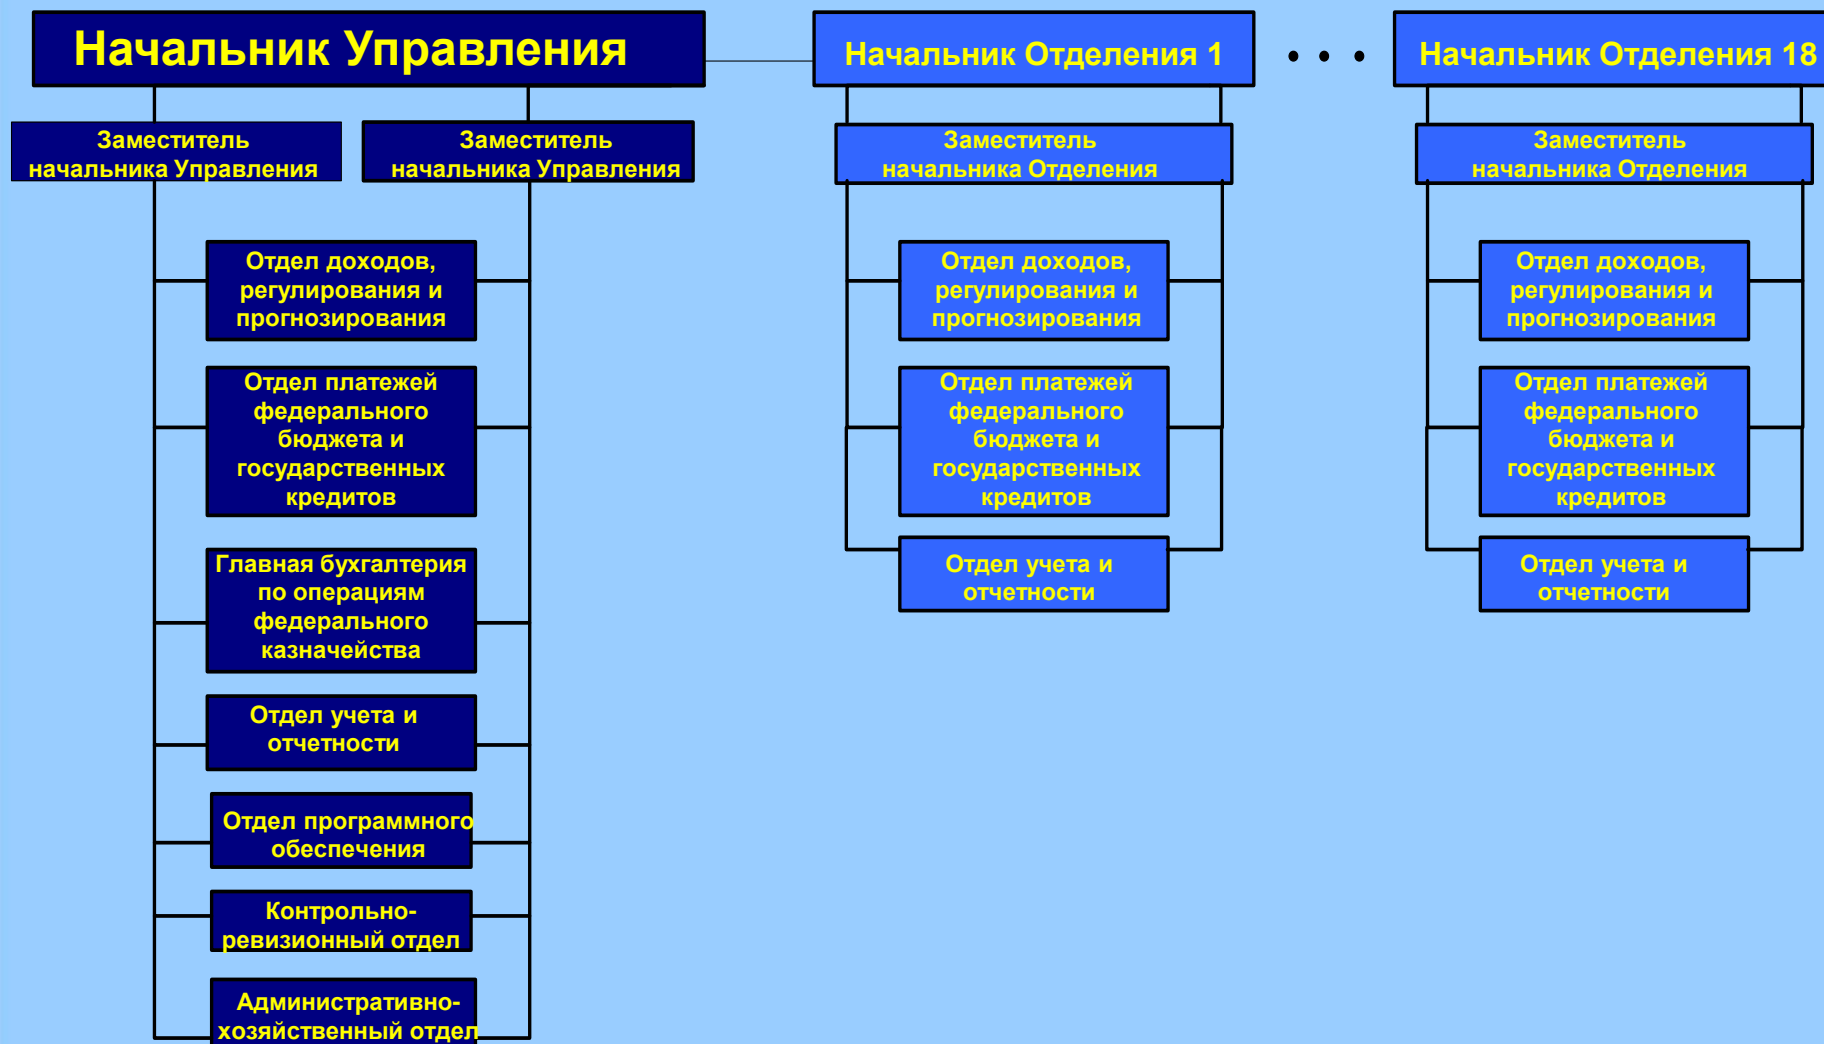 Начальник Управления
Заместитель
начальника Управления
Заместитель
начальника Управления
Отдел доходов,
регулирования и
прогнозирования
Отдел платежей
федерального
бюджета и
государственных
кредитов
Главная бухгалтерия
по операциям
федерального
казначейства
Отдел учета и
отчетности
Отдел программного
обеспечения
Контрольно-
ревизионный отдел
Административно-
хозяйственный отдел
Начальник Отделения 1
Заместитель
начальника Отделения
Отдел доходов,
регулирования и
прогнозирования
Отдел платежей
федерального
бюджета и
государственных
кредитов
Отдел учета и
отчетности
• • •
Начальник Отделения 18
Заместитель
начальника Отделения
Отдел доходов,
регулирования и
прогнозирования
Отдел платежей
федерального
бюджета и
государственных
кредитов
Отдел учета и
отчетности